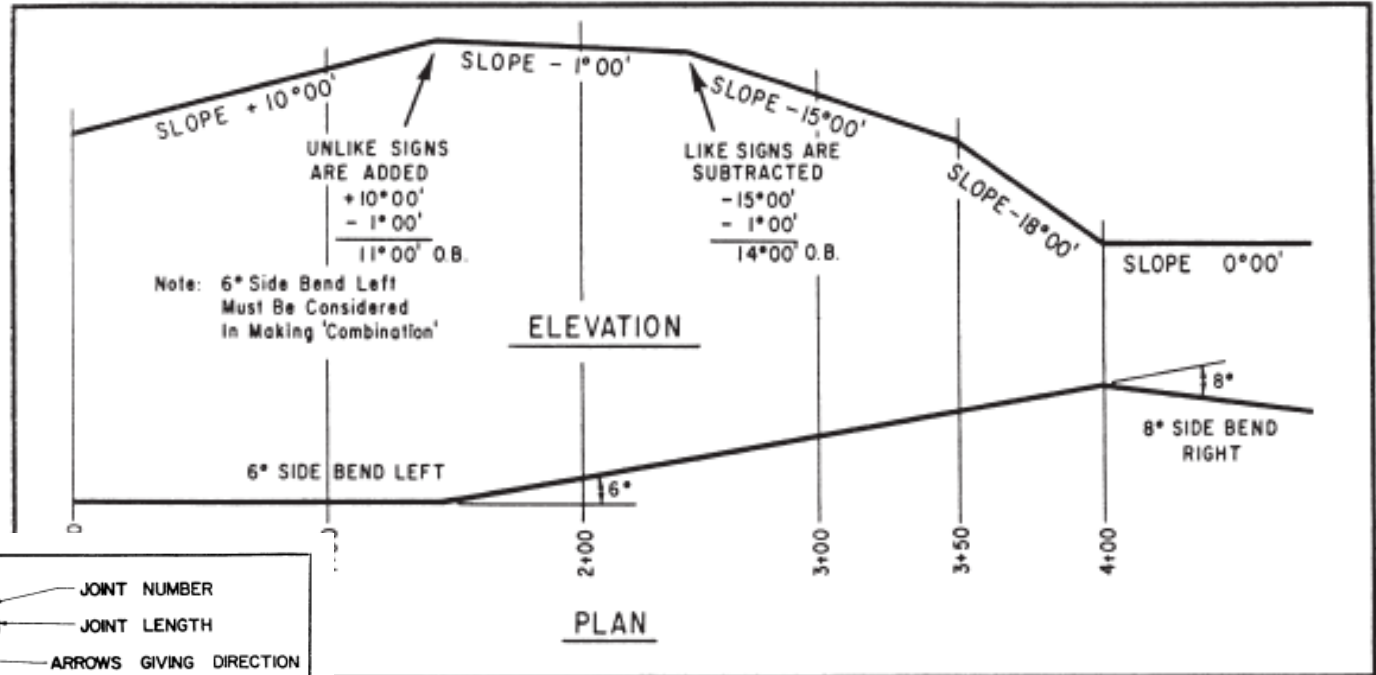 SLOPE +10°00'
SLOPE - 1°00'
SLOPE -15°00'
SLOPE-18°00'
SLOPE 0°00'
UNLIKE SIGNS
ARE ADDED
+10°00'
- 1°00'
11°00' O.B.
LIKE SIGNS ARE
SUBTRACTED
-15°00'
- 1°00'
14°00' O.B.
Note: 6° Side Bend Left
Must Be Considered
In Making 'Combination'
ELEVATION
8°
8° SIDE BEND
RIGHT
6° SIDE BEND LEFT
6°
2+00
3+00
3+50
4+00
PLAN
JOINT NUMBER
JOINT LENGTH
ARROWS GIVING DIRECTION